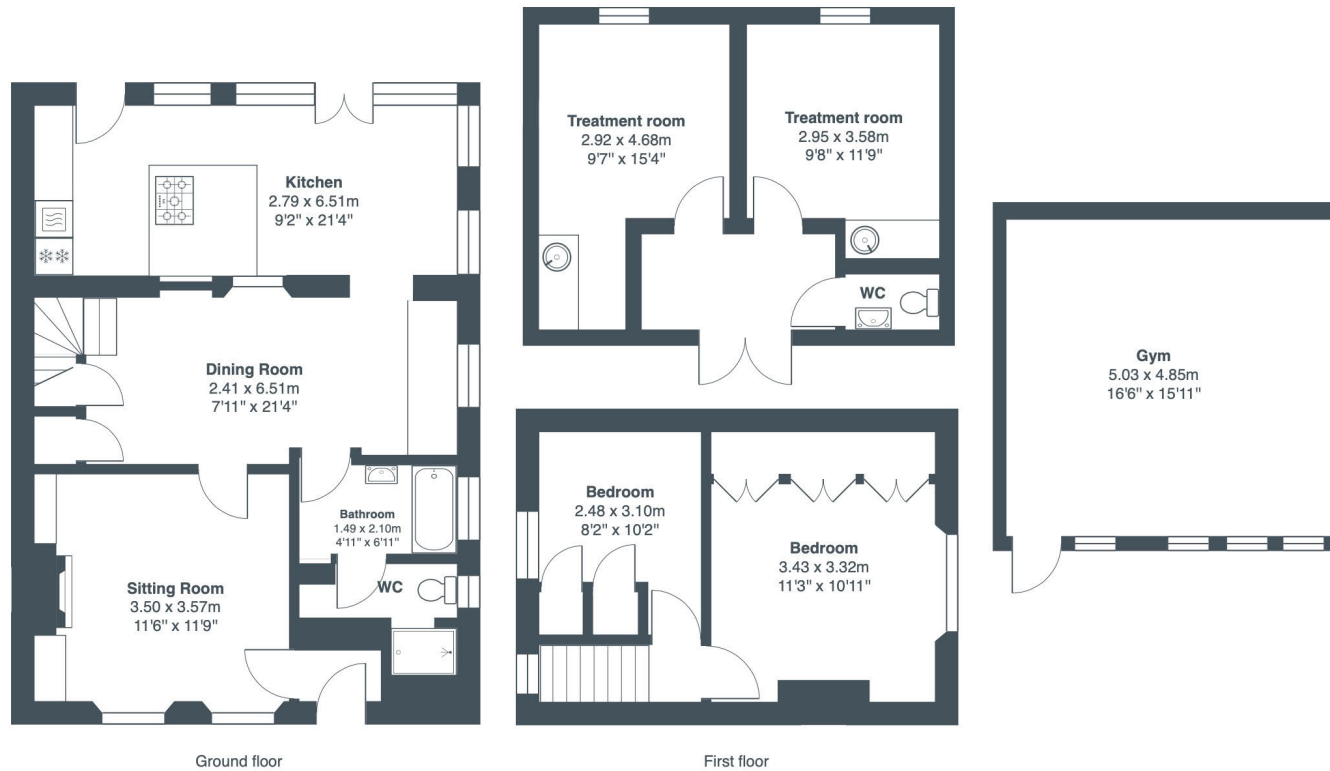 Kitchen
2.79 x 6.51m
9'2" x 21'4"
Dining Room
2.41 x 6.51m
7'11" x 21'4"
Bathroom
1.49 x 2.10m
4'11" x 6'11"
WC
Sitting Room
3.50 x 3.57m
11'6" x 11'9"
Ground floor
Treatment room
2.92 x 4.68m
9'7" x 15'4"
Treatment room
2.95 x 3.58m
9'8" x 11'9"
WC
Bedroom
2.48 x 3.10m
8'2" x 10'2"
Bedroom
3.43 x 3.32m
11'3" x 10'11"
First floor
Gym
5.03 x 4.85m
16'6" x 15'11"